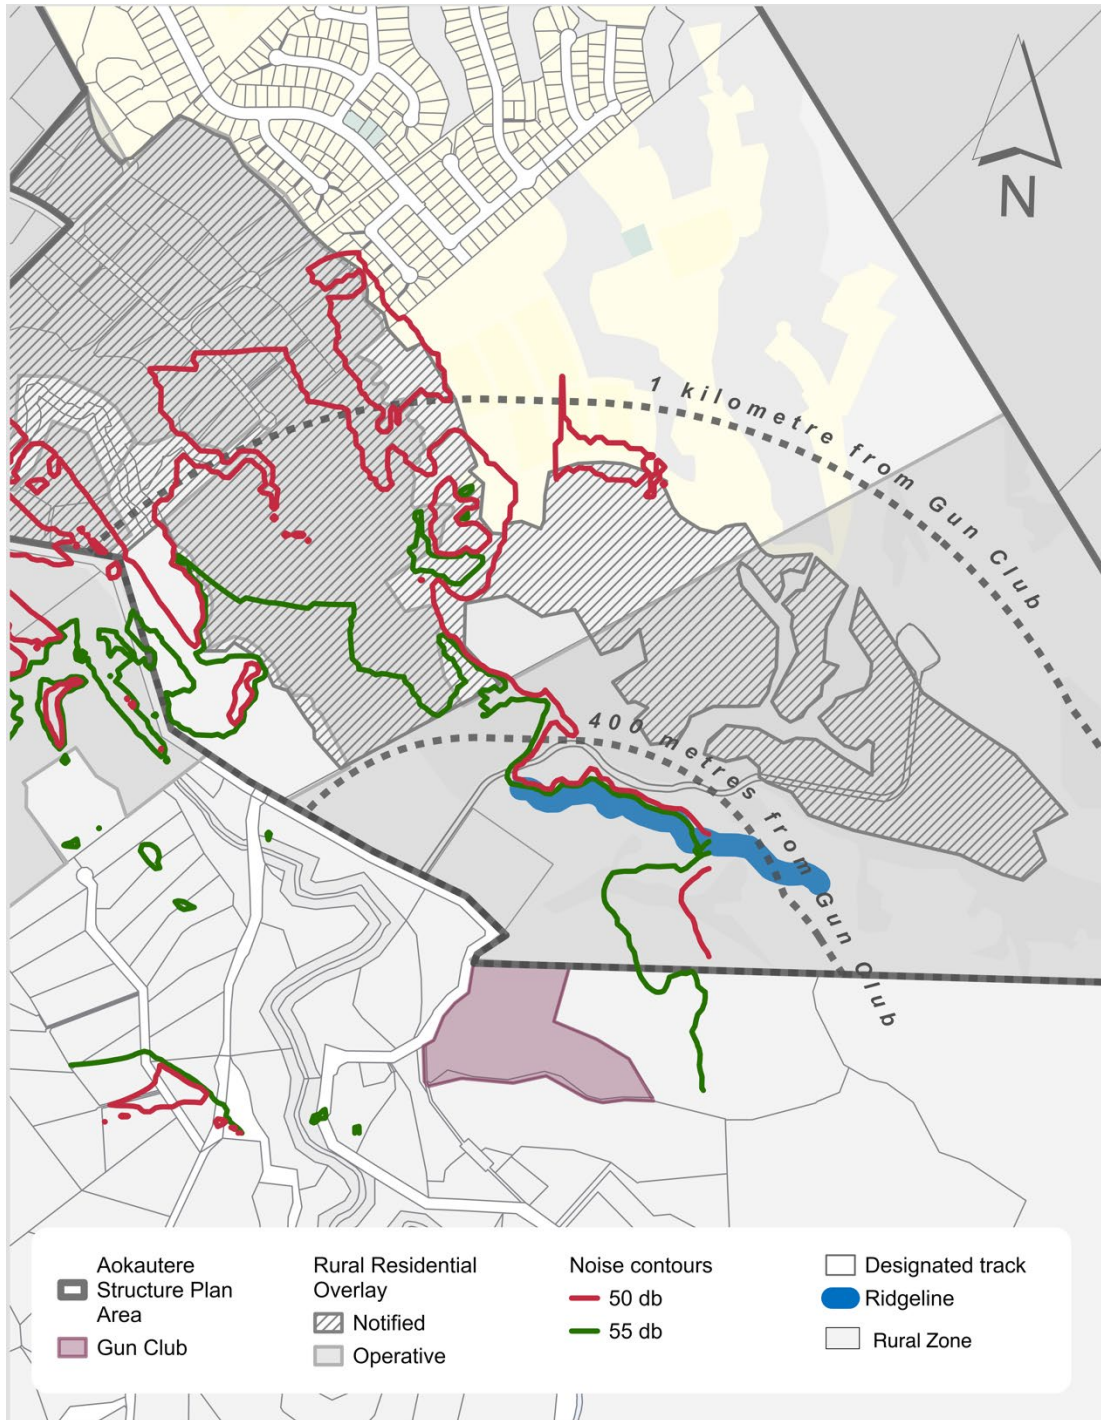 N
1 kilometre from Gun Club
400 metres from Gun Club
Aokautere
Structure Plan
Area
Gun Club
Rural Residential
Overlay
Notified
Operative
Noise contours
50 db
55 db
Designated track
Ridgeline
Rural Zone